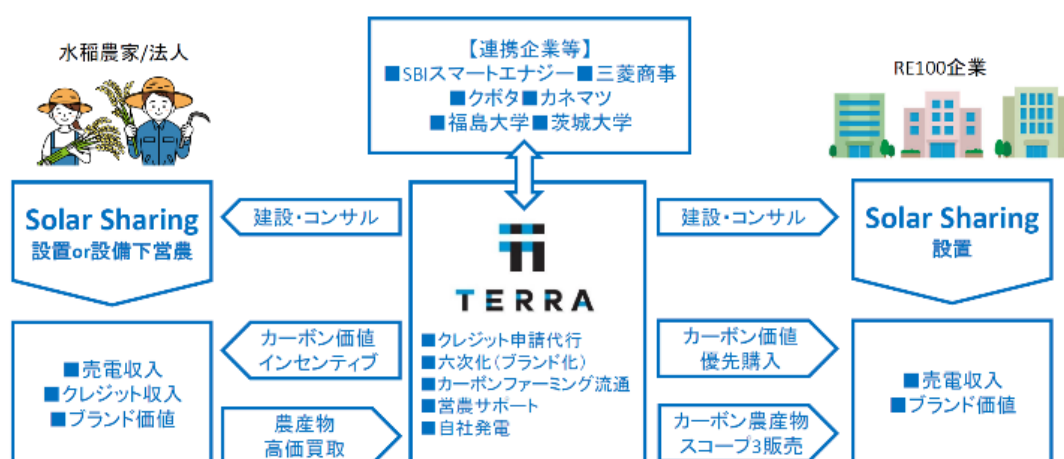 水稲農家/法人
【連携企業等】
■SBIスマートエナジー■三菱商事
■クボタ■カネマツ
■福島大学■茨城大学
RE100企業
Solar Sharing
設置or設備下営農
建設・コンサル
TERRA
建設・コンサル
Solar Sharing
設置
カーボン価値
インセンティブ
■クレジット申請代行
■六次化（ブランド化）
■カーボンファーミング流通
■営農サポート
■自社発電
カーボン価値
優先購入
■売電収入
■クレジット収入
■ブランド価値
農産物
高価買取
カーボン農産物
スコープ3販売
■売電収入
■ブランド価値